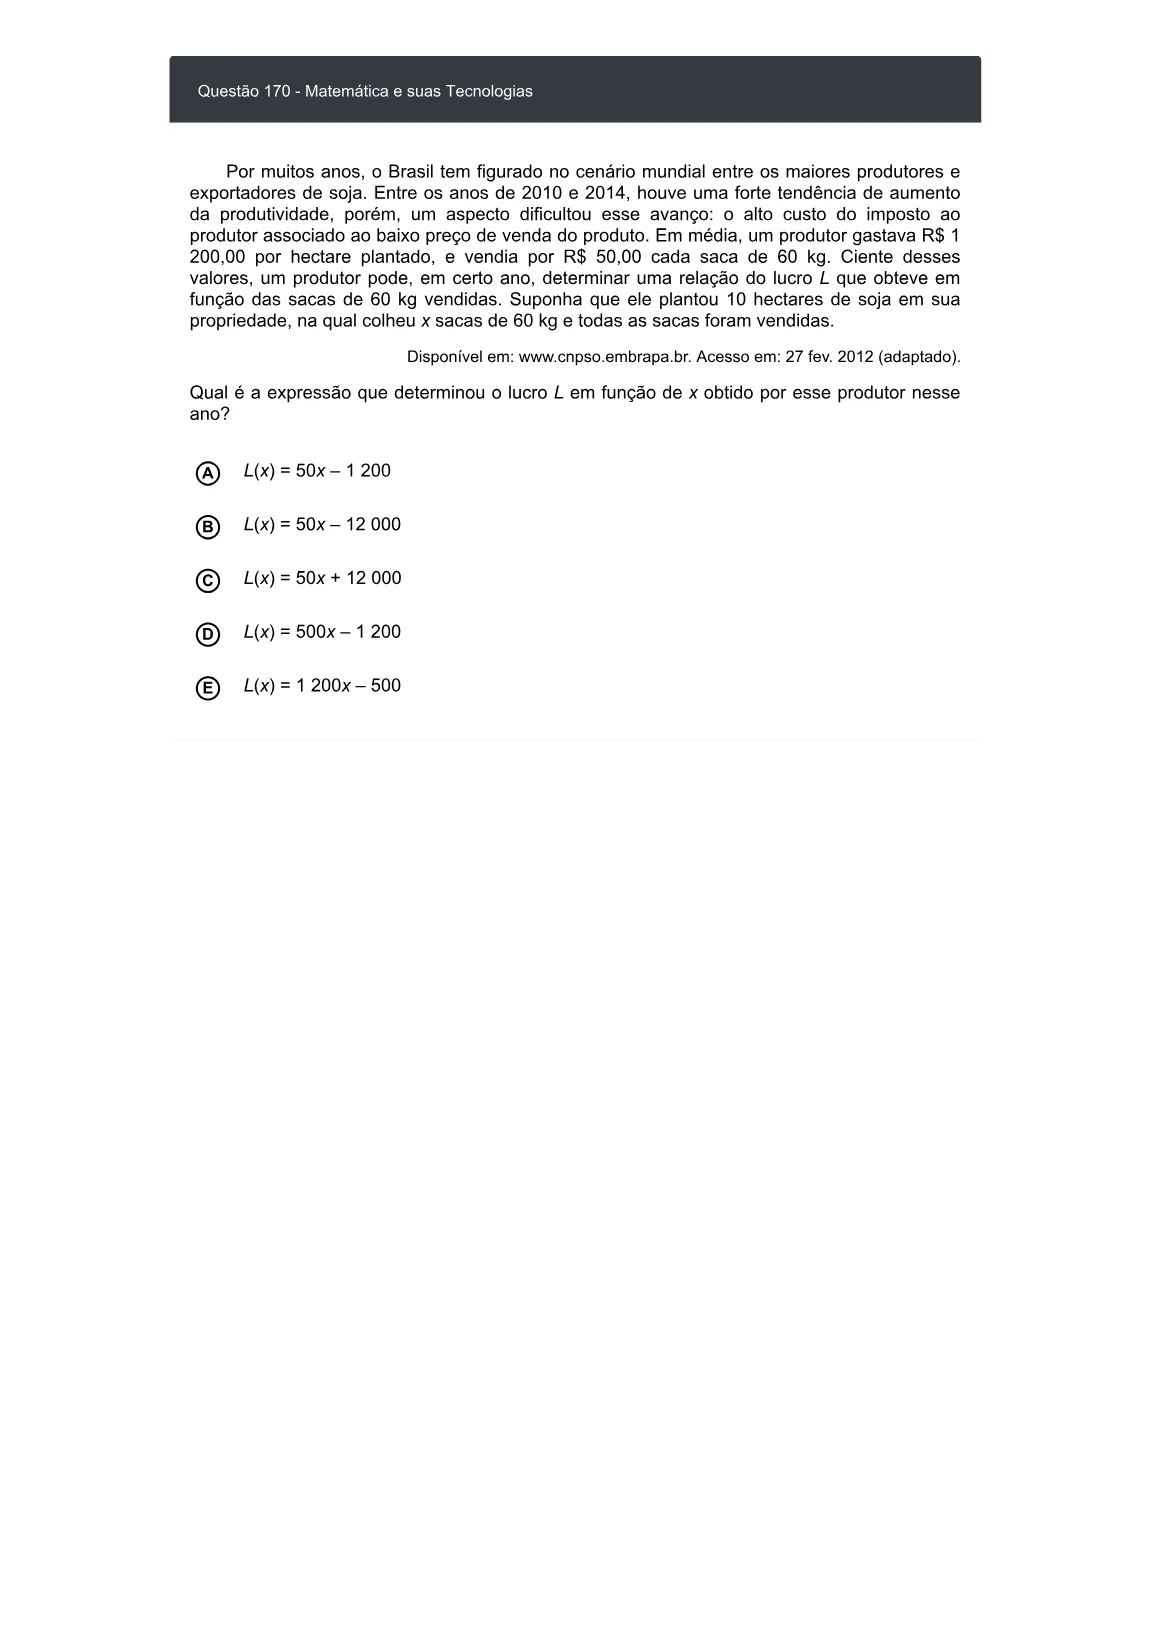 Questão 170 - Matemática e suas Tecnologias
Por muitos anos, o Brasil tem figurado no cenário mundial entre os maiores produtores e
exportadores de soja. Entre os anos de 2010 e 2014, houve uma forte tendência de aumento
da produtividade, porém, um aspecto dificultou esse avanço: o alto custo do imposto ao
produtor associado ao baixo preço de venda do produto. Em média, um produtor gastava R$ 1
200,00 por hectare plantado, e vendia por R$ 50,00 cada saca de 60 kg. Ciente desses
valores, um produtor pode, em certo ano, determinar uma relação do lucro L que obteve em
função das sacas de 60 kg vendidas. Suponha que ele plantou 10 hectares de soja em sua
propriedade, na qual colheu x sacas de 60 kg e todas as sacas foram vendidas.
Disponível em: www.cnpso.embrapa.br. Acesso em: 27 fev. 2012 (adaptado).
Qual é a expressão que determinou o lucro L em função de x obtido por esse produtor nesse
ano?
A L(x) = 50x – 1 200
B L(x) = 50x – 12 000
C L(x) = 50x + 12 000
D L(x) = 500x – 1 200
E L(x) = 1 200x – 500